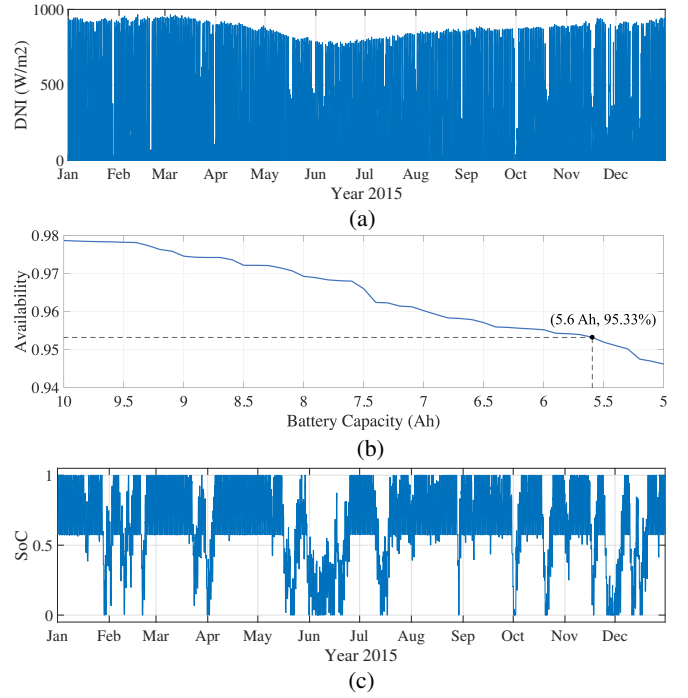 1000
500
0
DNI (W/m2)
Jan Feb Mar Apr May Jun Jul Aug Sep Oct Nov Dec
Year 2015
(a)
0.98
0.97
0.96
0.95
0.94
Availability
(5.6 Ah, 95.33%)
10 9.5 9 8.5 8 7.5 7 6.5 6 5.5 5
Battery Capacity (Ah)
(b)
1
0.5
0
SoC
Jan Feb Mar Apr May Jun Jul Aug Sep Oct Nov Dec
Year 2015
(c)